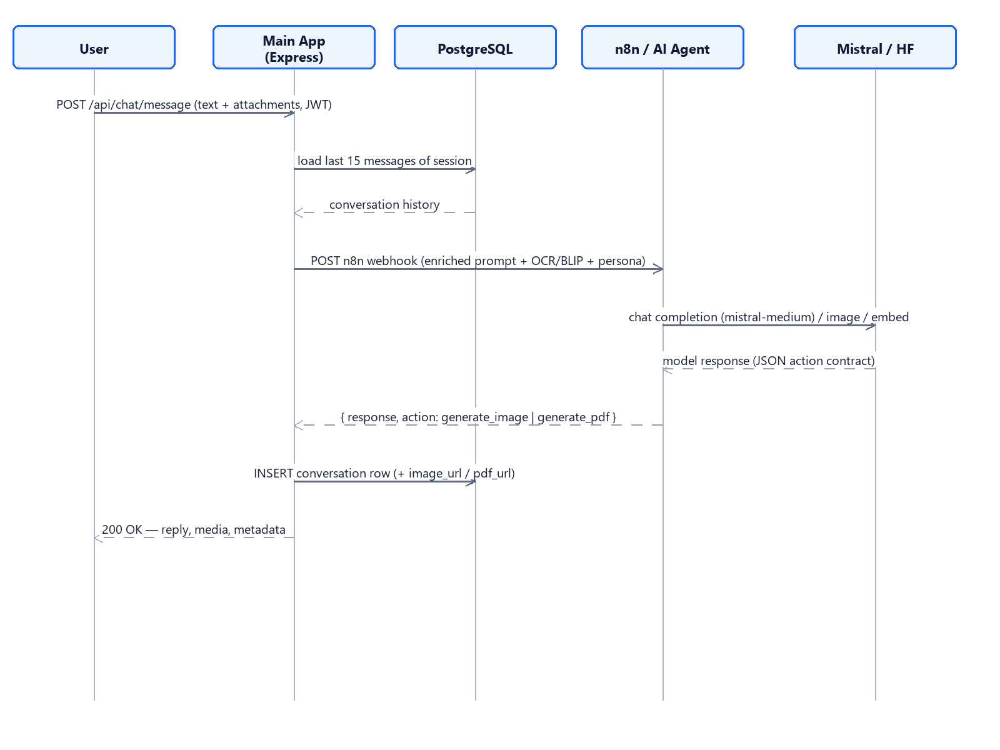 User
Main App
(Express)
PostgreSQL
n8n / AI Agent
Mistral / HF
POST /api/chat/message (text + attachments, JWT)
load last 15 messages of session
conversation history
POST n8n webhook (enriched prompt + OCR/BLIP + persona)
chat completion (mistral-medium) / image / embed
model response (JSON action contract)
{ response, action: generate_image | generate_pdf }
INSERT conversation row (+ image_url / pdf_url)
200 OK — reply, media, metadata